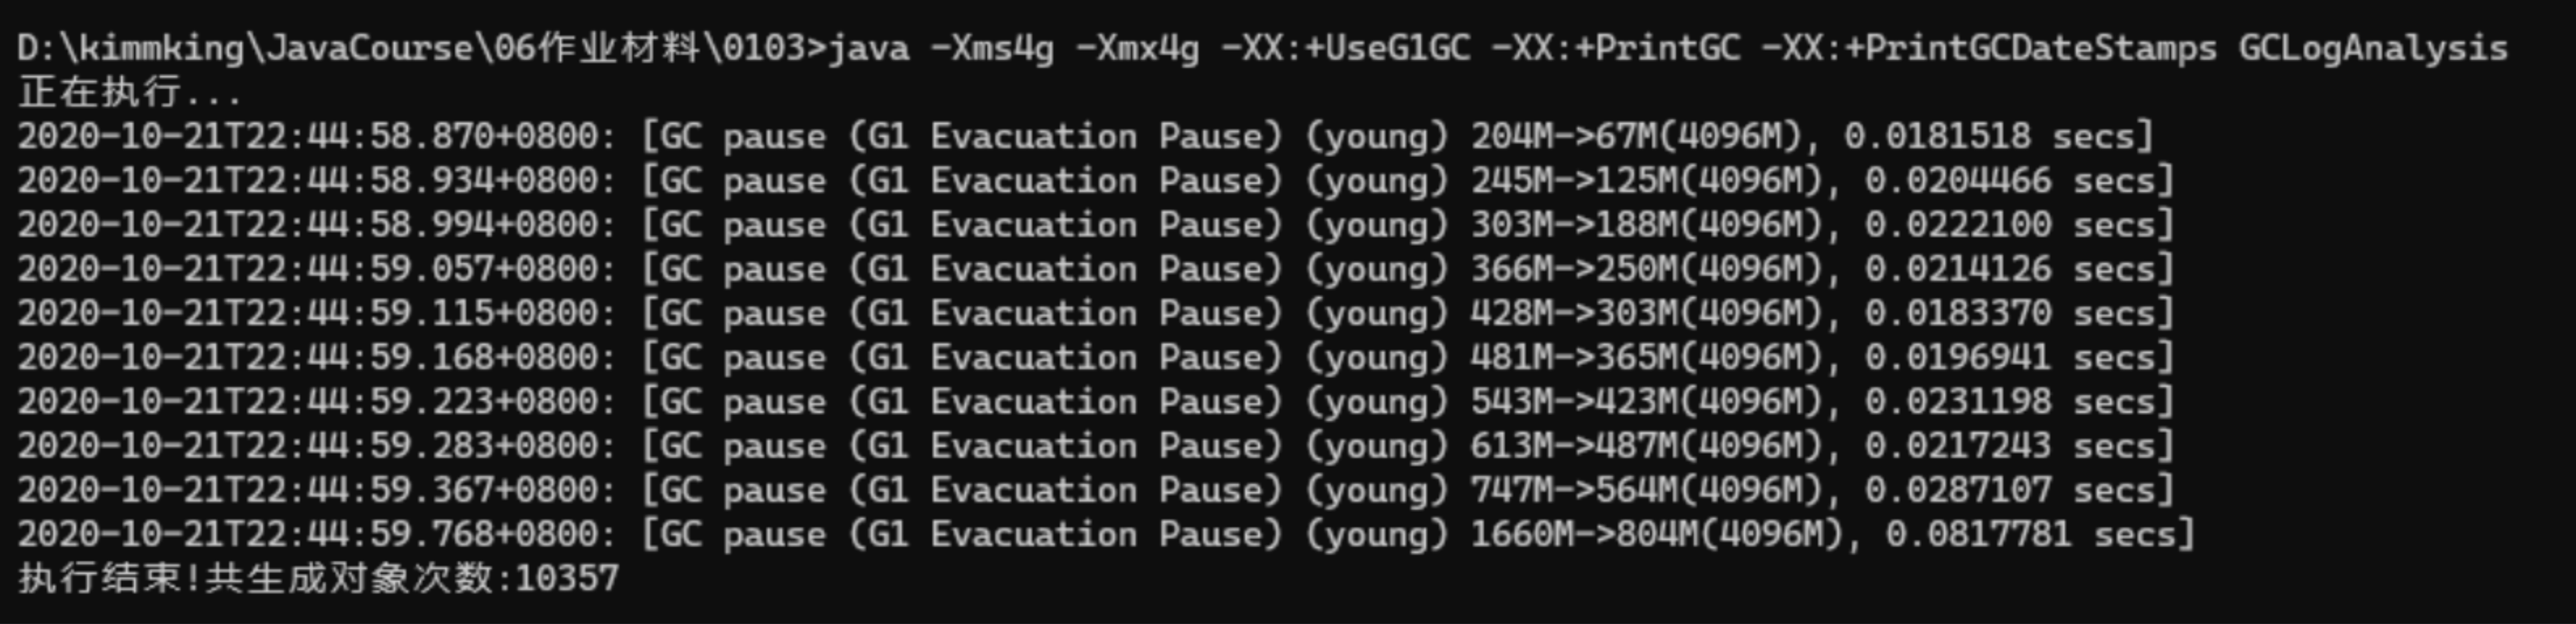 D:\kimmking\JavaCourse\06作业材料\0103>java -Xms4g -Xmx4g -XX:+UseG1GC -XX:+PrintGC -XX:+PrintGCDateStamps GCLogAnalysis
正在执行...
2020-10-21T22:44:58.870+0800: [GC pause (G1 Evacuation Pause) (young) 204M->67M(4096M), 0.0181518 secs]
2020-10-21T22:44:58.934+0800: [GC pause (G1 Evacuation Pause) (young) 245M->125M(4096M), 0.0204466 secs]
2020-10-21T22:44:58.994+0800: [GC pause (G1 Evacuation Pause) (young) 303M->188M(4096M), 0.0222100 secs]
2020-10-21T22:44:59.057+0800: [GC pause (G1 Evacuation Pause) (young) 366M->250M(4096M), 0.0214126 secs]
2020-10-21T22:44:59.115+0800: [GC pause (G1 Evacuation Pause) (young) 428M->303M(4096M), 0.0183370 secs]
2020-10-21T22:44:59.168+0800: [GC pause (G1 Evacuation Pause) (young) 481M->365M(4096M), 0.0196941 secs]
2020-10-21T22:44:59.223+0800: [GC pause (G1 Evacuation Pause) (young) 543M->423M(4096M), 0.0231198 secs]
2020-10-21T22:44:59.283+0800: [GC pause (G1 Evacuation Pause) (young) 613M->487M(4096M), 0.0217243 secs]
2020-10-21T22:44:59.367+0800: [GC pause (G1 Evacuation Pause) (young) 747M->564M(4096M), 0.0287107 secs]
2020-10-21T22:44:59.768+0800: [GC pause (G1 Evacuation Pause) (young) 1660M->804M(4096M), 0.0817781 secs]
执行结束!共生成对象次数:10357